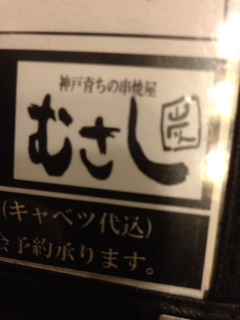 神戸育ちの串焼屋
むさし
(キャベツ代込)
会予約承ります。